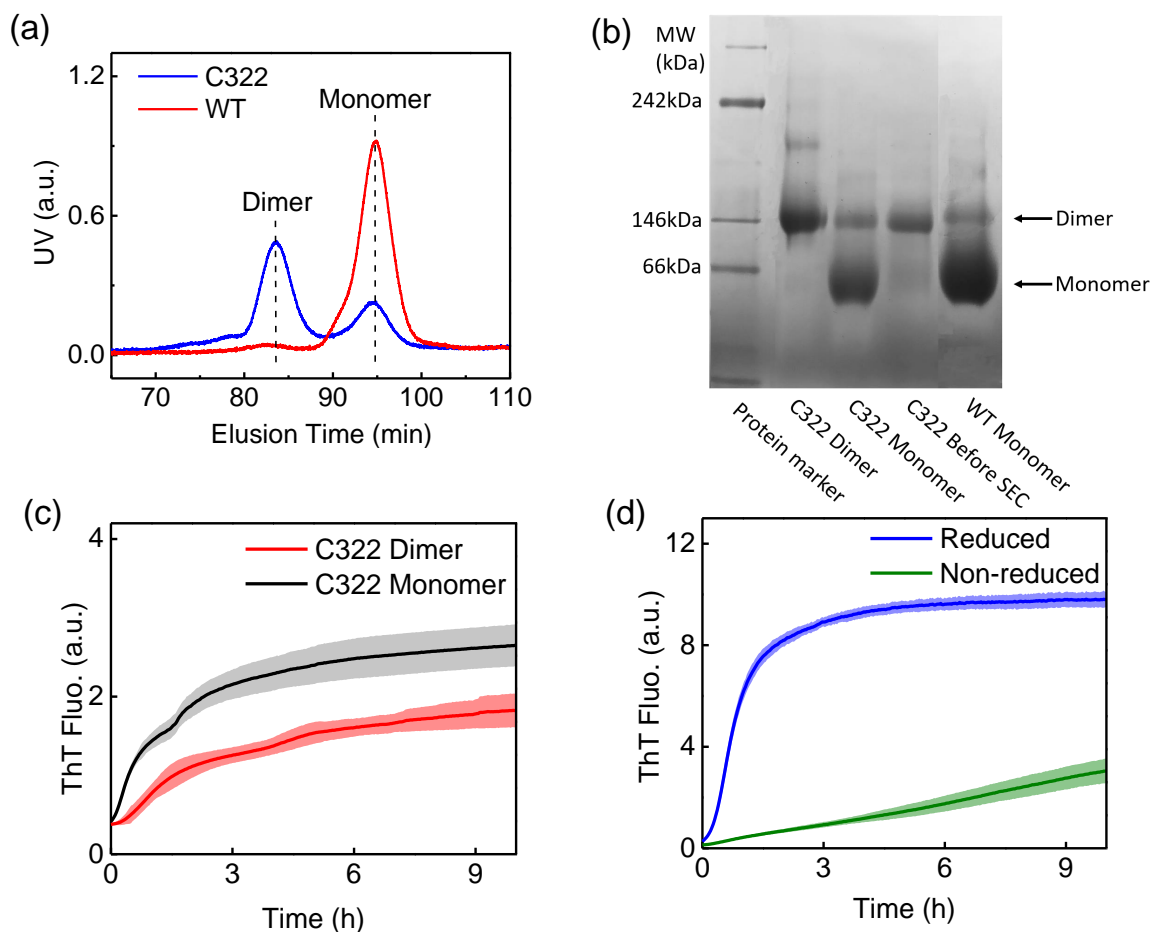 (a)
1.2
0.6
0.0
UV (a.u.)
C322
WT
Monomer
Dimer
70
80
90
100
110
Elusion Time (min)
(b)
MW
(kDa)
242kDa
146kDa
66kDa
Dimer
Monomer
Protein marker
C322 Dimer
C322 Monomer
C322 Before SEC
WT Monomer
(c)
4
2
0
ThT Fluo. (a.u.)
C322 Dimer
C322 Monomer
0
3
6
9
Time (h)
(d)
12
8
4
0
ThT Fluo. (a.u.)
Reduced
Non-reduced
0
3
6
9
Time (h)